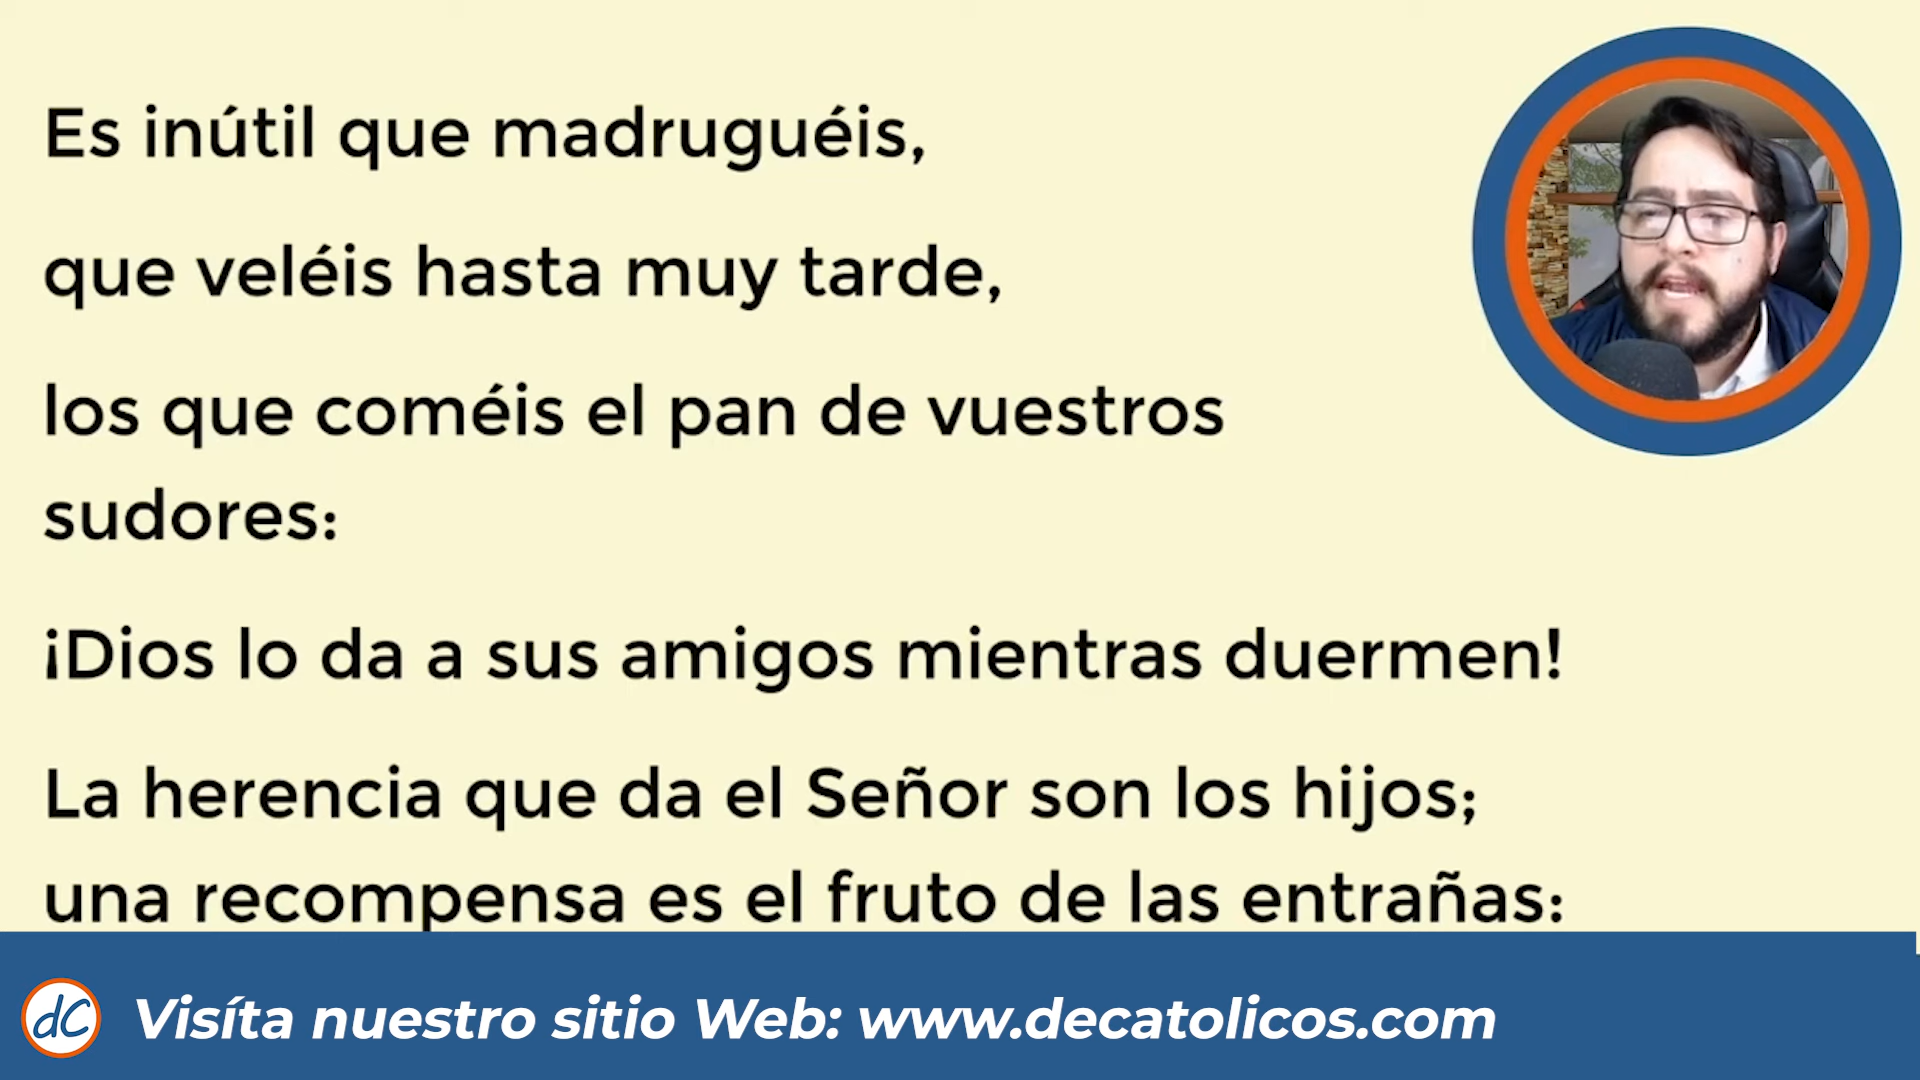 Es inútil que madruguéis,
que veléis hasta muy tarde,
los que coméis el pan de vuestros
sudores:
¡Dios lo da a sus amigos mientras duermen!
La herencia que da el Señor son los hijos;
una recompensa es el fruto de las entrañas:
dC Visíta nuestro sitio Web: www.decatolicos.com